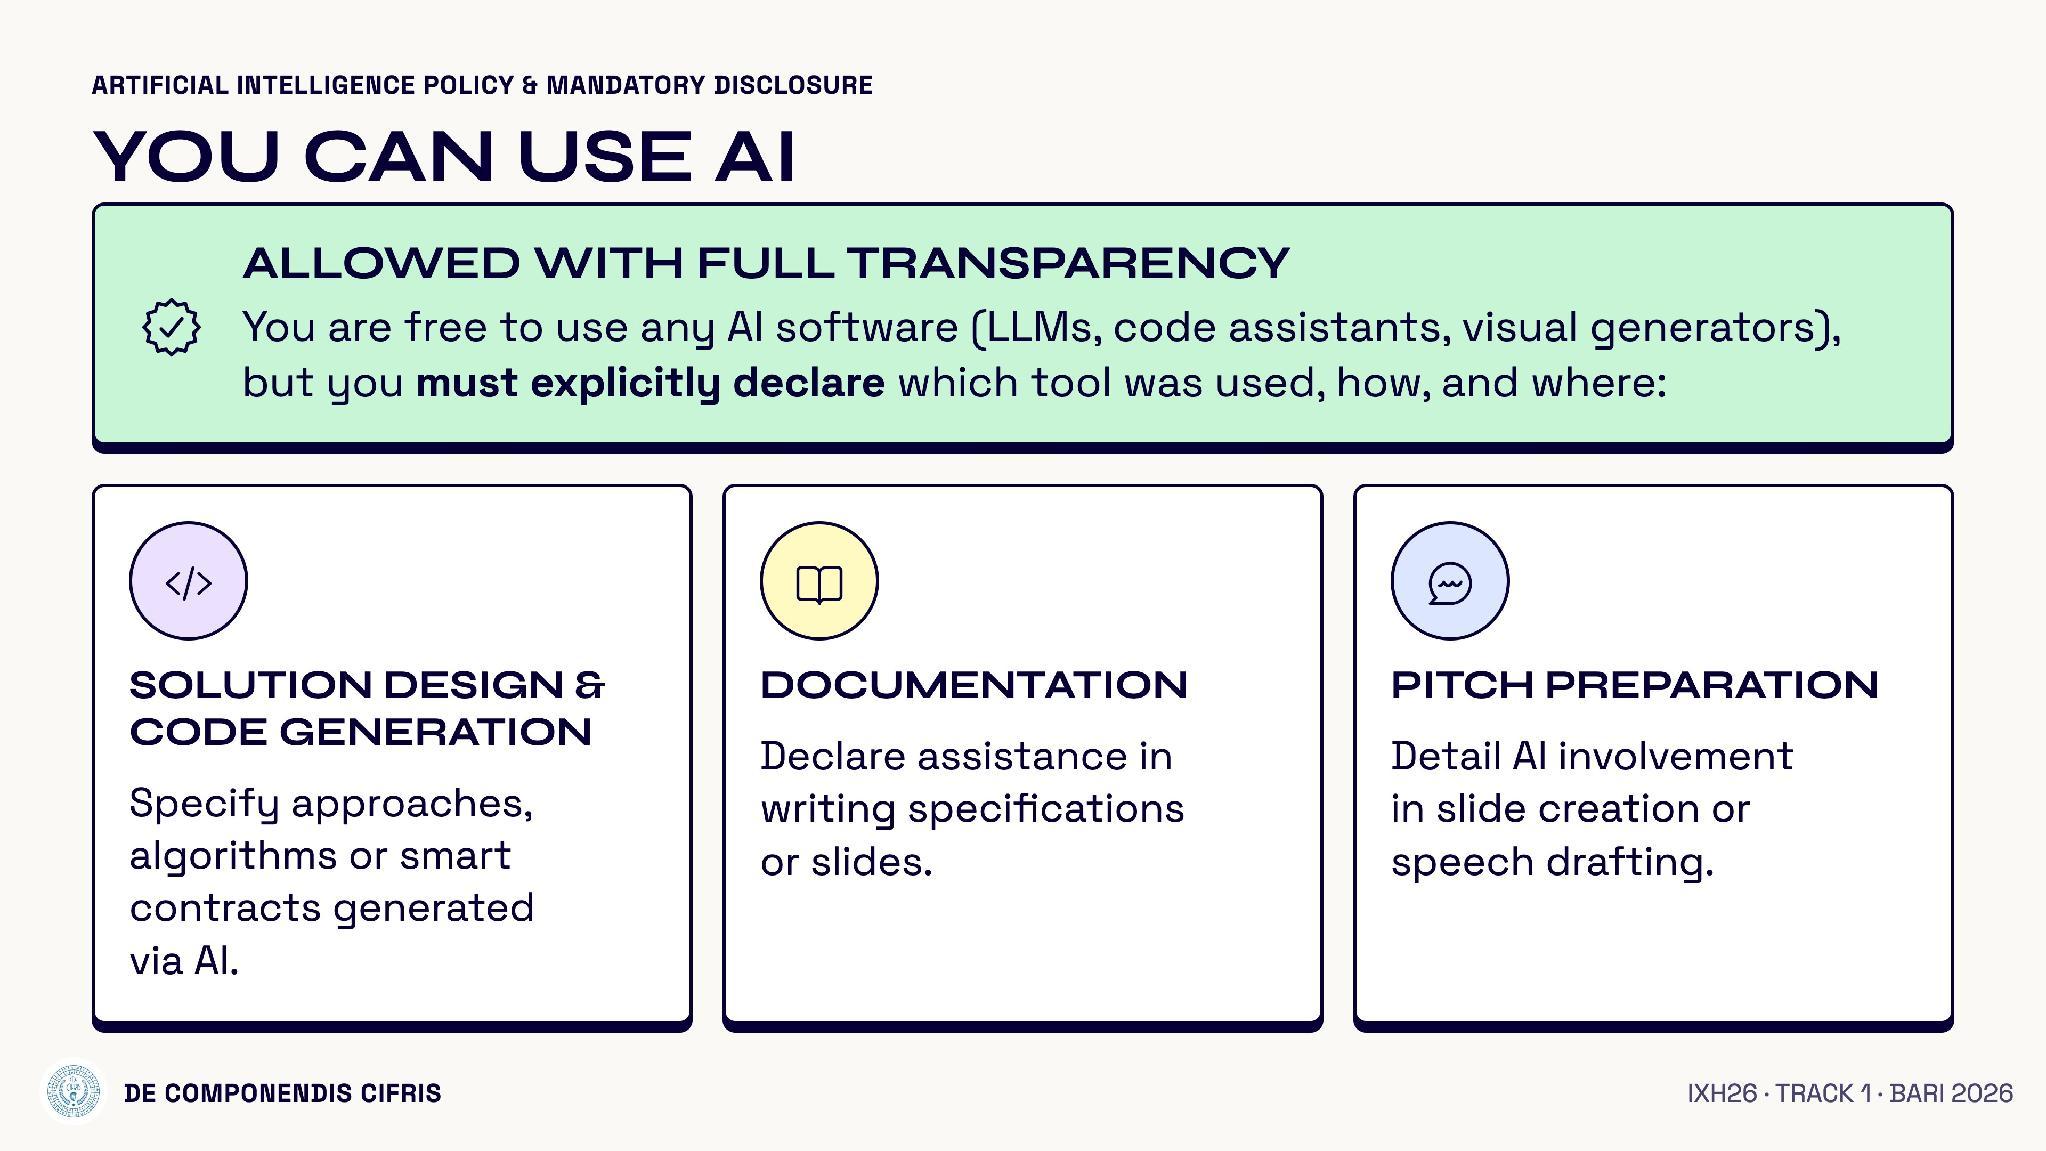 ARTIFICIAL INTELLIGENCE POLICY & MANDATORY DISCLOSURE
YOU CAN USE AI
ALLOWED WITH FULL TRANSPARENCY
You are free to use any AI software (LLMs, code assistants, visual generators),
but you must explicitly declare which tool was used, how, and where:
SOLUTION DESIGN &
CODE GENERATION
Specify approaches,
algorithms or smart
contracts generated
via AI.
DOCUMENTATION
Declare assistance in
writing specifications
or slides.
PITCH PREPARATION
Detail AI involvement
in slide creation or
speech drafting.
DE COMPONENDIS CIFRIS
IXH26 · TRACK 1 · BARI 2026